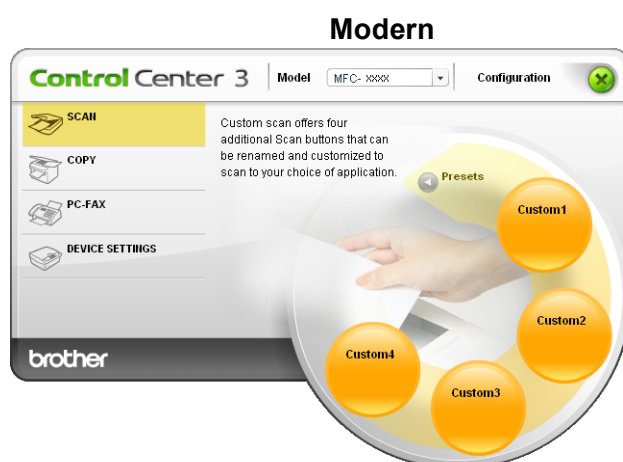 Modern
Control Center 3 Model MFC- XXXX Configuration
SCAN
COPY
PC-FAX
DEVICE SETTINGS
Custom scan offers four
additional Scan buttons that can
be renamed and customized to
scan to your choice of application.
Presets
Custom1
Custom2
Custom3
Custom4
brother